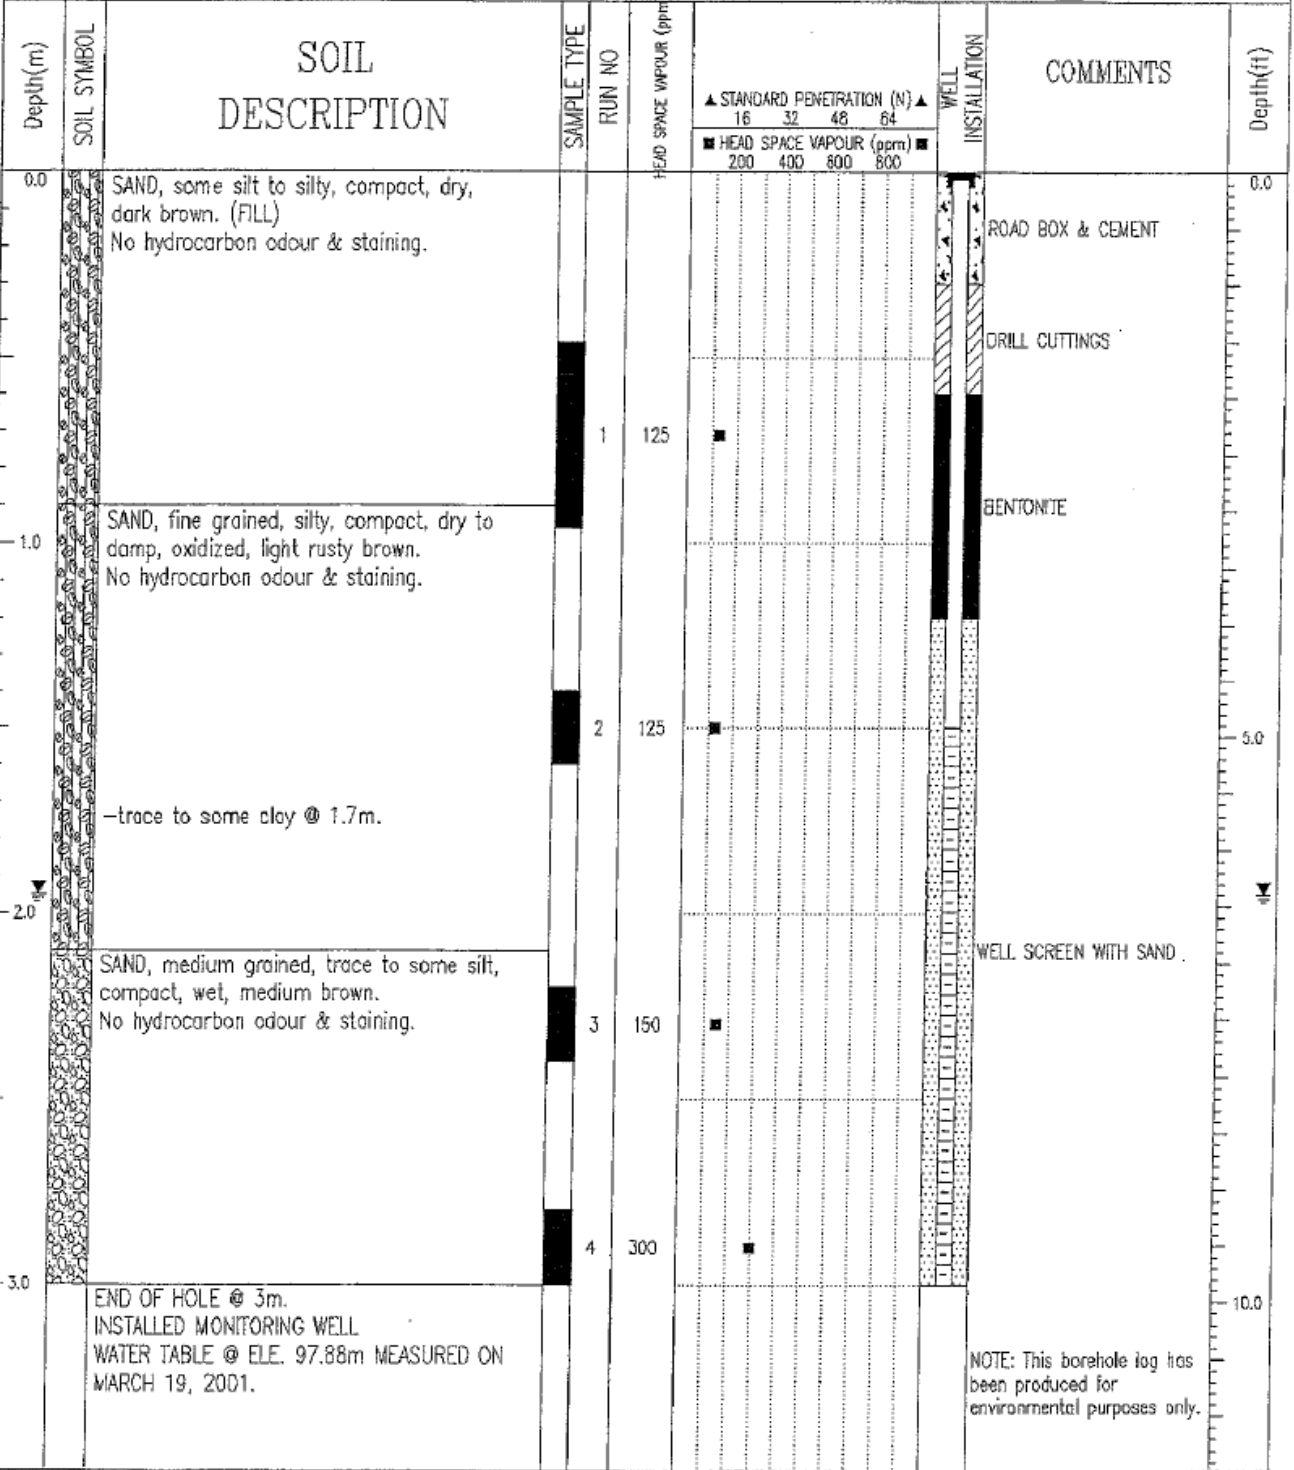 Depth(m)
SOIL SYMBOL
SOIL
DESCRIPTION
SAMPLE TYPE
RUN NO
HEAD SPACE VAPOUR (ppm
▲ STANDARD PENETRATION (N) ▲
16 32 48 64
■ HEAD SPACE VAPOUR (ppm) ■
200 400 600 800
WELL
INSTALLATION
COMMENTS
Depth(ft)
0.0
SAND, some silt to silty, compact, dry,
dark brown. (FILL)
No hydrocarbon odour & staining.
0.0
ROAD BOX & CEMENT
DRILL CUTTINGS
1 125
BENTONITE
SAND, fine grained, silty, compact, dry to
damp, oxidized, light rusty brown.
No hydrocarbon odour & staining.
1.0
2 125
5.0
-trace to some clay @ 1.7m.
2.0
WELL SCREEN WITH SAND
SAND, medium grained, trace to some silt,
compact, wet, medium brown.
No hydrocarbon odour & staining.
3 150
4 300
3.0
END OF HOLE @ 3m.
INSTALLED MONITORING WELL
WATER TABLE @ ELE. 97.88m MEASURED ON
MARCH 19, 2001.
10.0
NOTE: This borehole log has
been produced for
environmental purposes only.